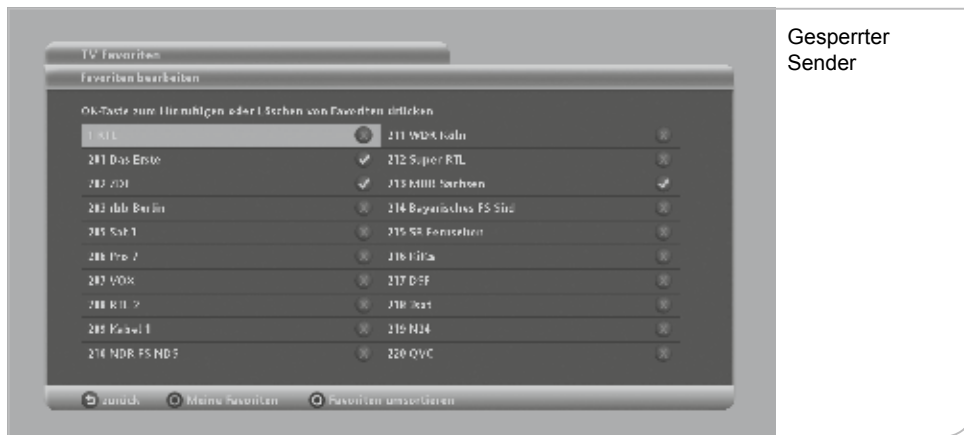 Gesperrter
Sender
TV Favoriten
Favoriten bearbeiten
OK-Taste zum Hinzufügen oder Löschen von Favoriten drücken
1 RTL
201 Das Erste
202 ZDF
203 rbb Berlin
205 Sat 1
206 Pro 7
207 VOX
208 RTL 2
209 Kabel 1
210 NDR FS NDS
211 WDR Köln
212 Super RTL
213 MDR Sachsen
214 Bayerisches FS Süd
215 SR Fernsehen
216 KiKa
217 DSF
218 3sat
219 N24
220 QVC
zurück
Meine Favoriten
Favoriten umsortieren